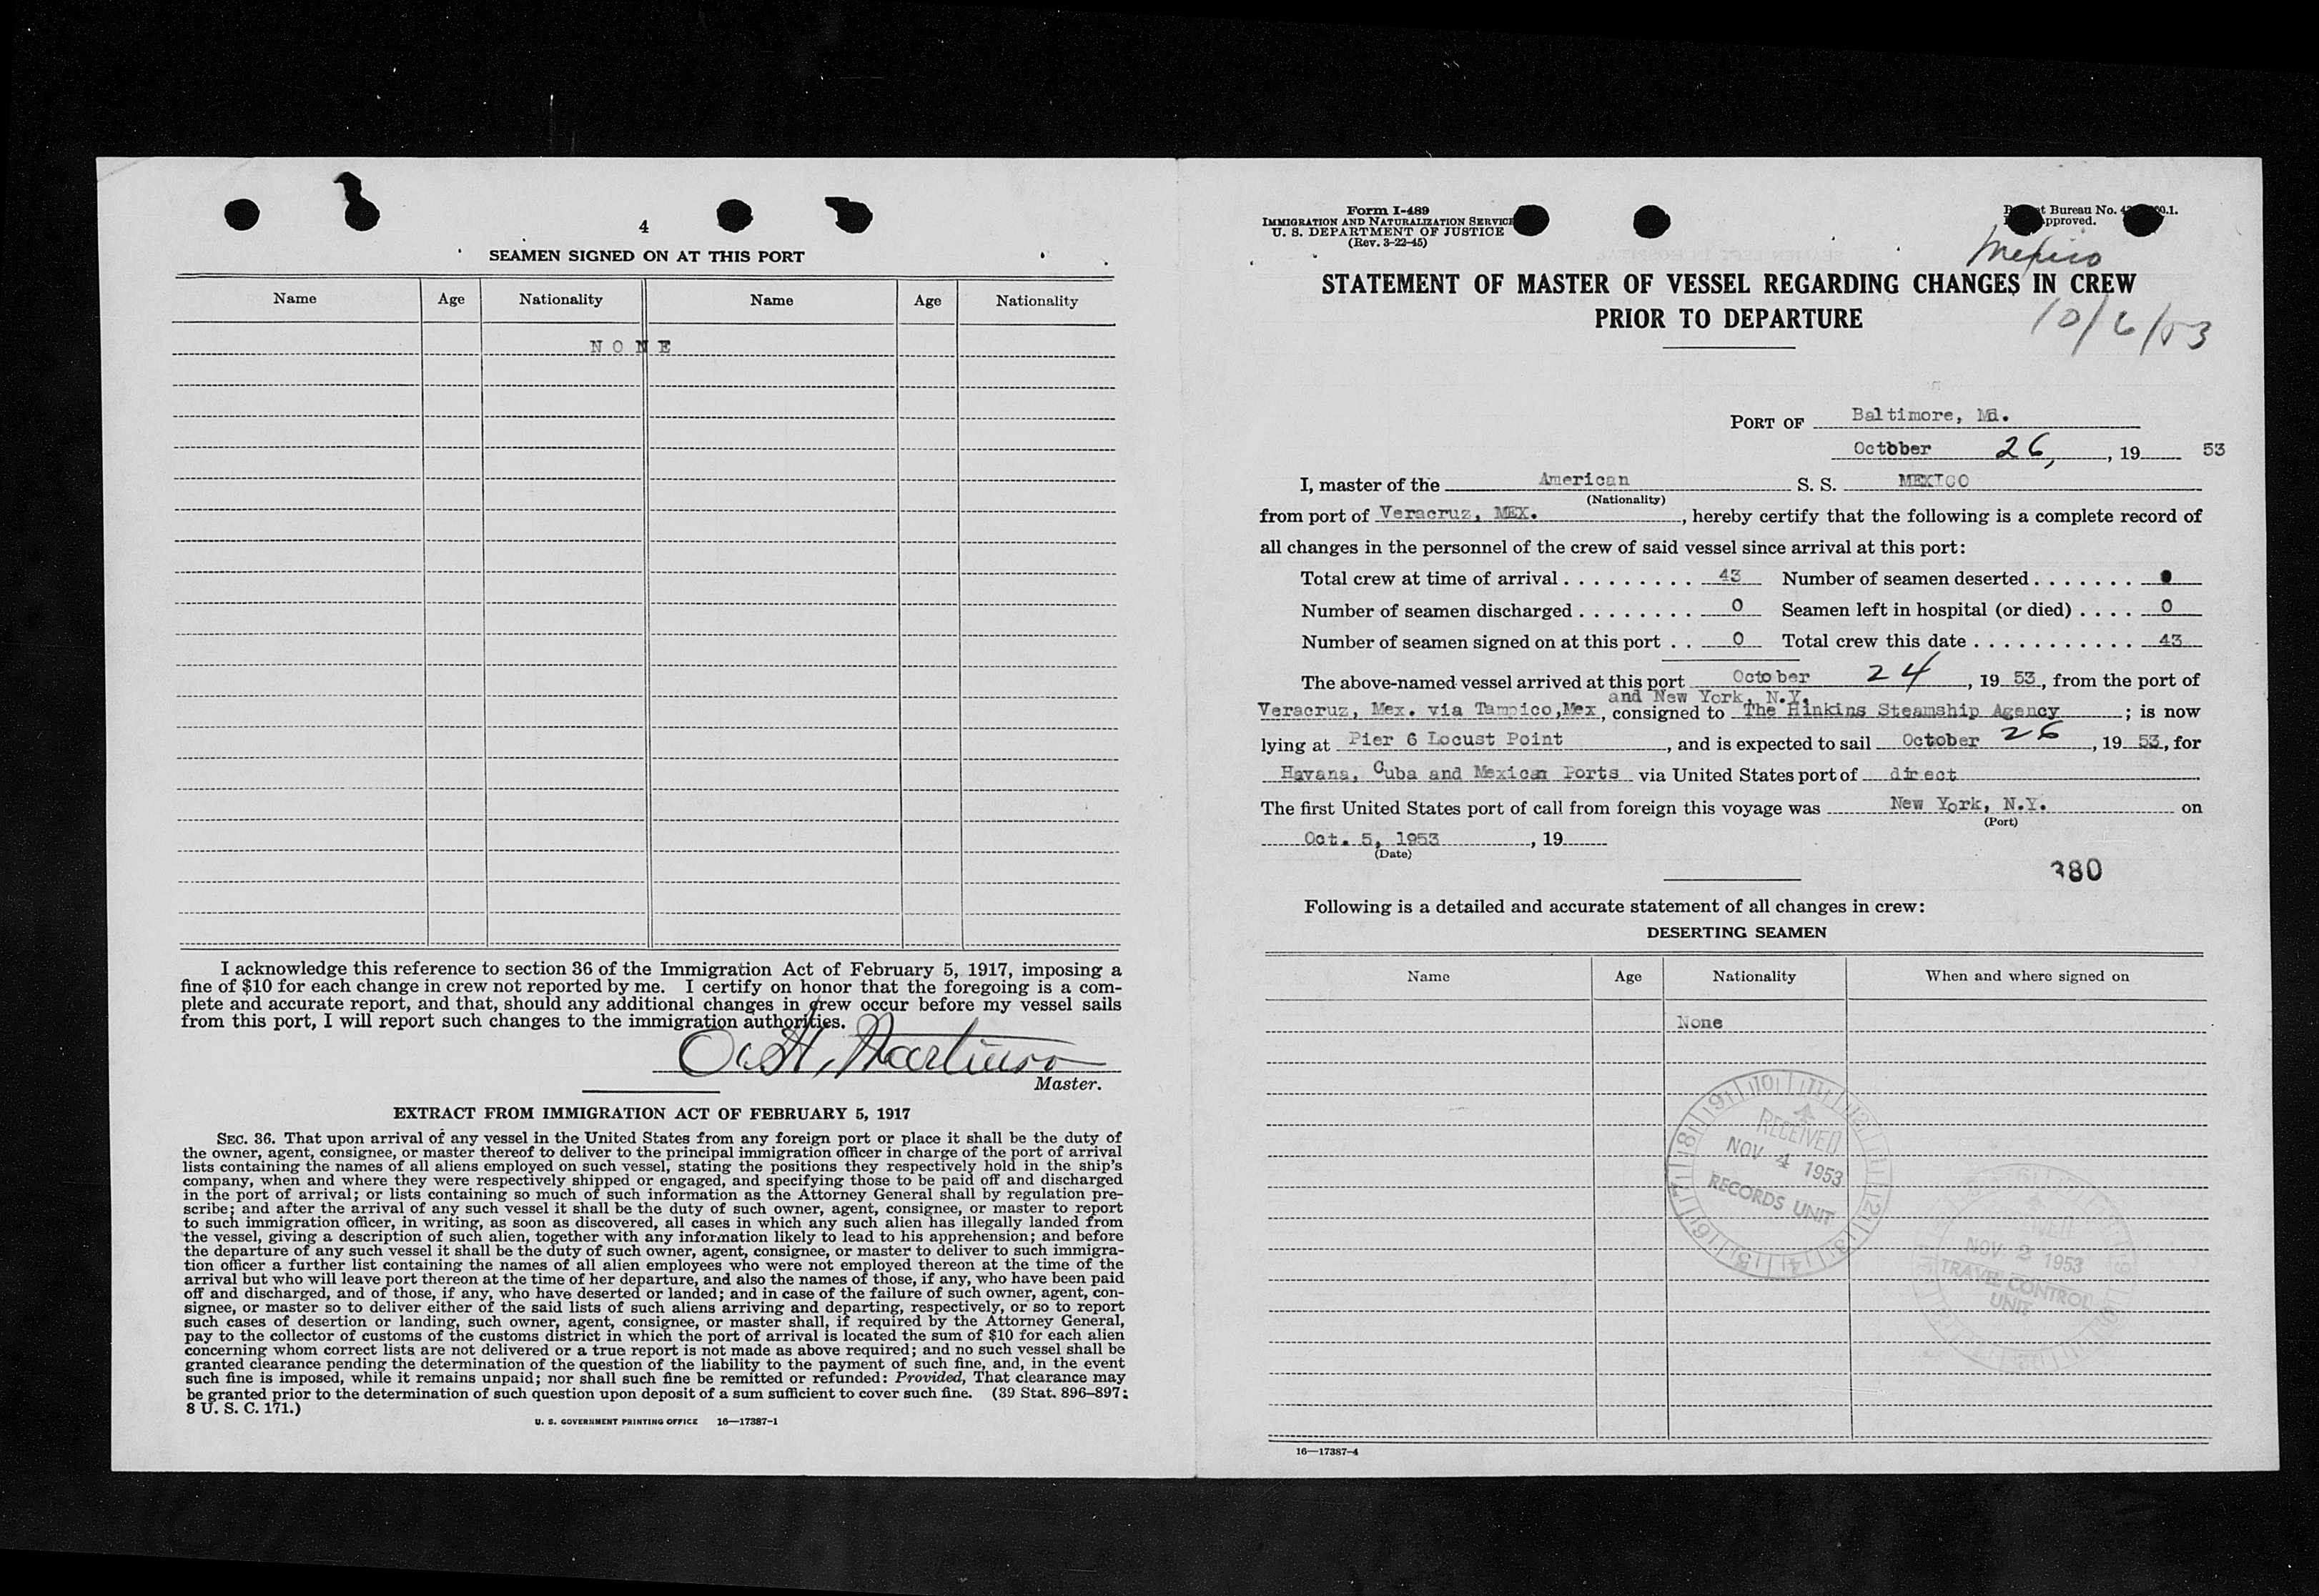 4
SEAMEN SIGNED ON AT THIS PORT
Name Age Nationality Name Age Nationality
N O N E
I acknowledge this reference to section 36 of the Immigration Act of February 5, 1917, imposing a
fine of $10 for each change in crew not reported by me. I certify on honor that the foregoing is a com-
plete and accurate report, and that, should any additional changes in crew occur before my vessel sails
from this port, I will report such changes to the immigration authorities.
Master.
EXTRACT FROM IMMIGRATION ACT OF FEBRUARY 5, 1917
SEC. 36. That upon arrival of any vessel in the United States from any foreign port or place it shall be the duty of
the owner, agent, consignee, or master thereof to deliver to the principal immigration officer in charge of the port of arrival
lists containing the names of all aliens employed on such vessel, stating the positions they respectively hold in the ship's
company, when and where they were respectively shipped or engaged, and specifying those to be paid off and discharged
in the port of arrival; or lists containing so much of such information as the Attorney General shall by regulation pre-
scribe; and after the arrival of any such vessel it shall be the duty of such owner, agent, consignee, or master to report
to such immigration officer, in writing, as soon as discovered, all cases in which any such alien has illegally landed from
the vessel, giving a description of such alien, together with any information likely to lead to his apprehension; and before
the departure of any such vessel it shall be the duty of such owner, agent, consignee, or master to deliver to such immigra-
tion officer a further list containing the names of all alien employees who were not employed thereon at the time of the
arrival but who will leave port thereon at the time of her departure, and also the names of those, if any, who have been paid
off and discharged, and of those, if any, who have deserted or landed; and in case of the failure of such owner, agent, con-
signee, or master so to deliver either of the said lists of such aliens arriving and departing, respectively, or so to report
such cases of desertion or landing, such owner, agent, consignee, or master shall, if required by the Attorney General,
pay to the collector of customs of the customs district in which the port of arrival is located the sum of $10 for each alien
concerning whom correct lists are not delivered or a true report is not made as above required; and no such vessel shall be
granted clearance pending the determination of the question of the liability to the payment of such fine, and, in the event
such fine is imposed, while it remains unpaid; nor shall such fine be remitted or refunded: Provided, That clearance may
be granted prior to the determination of such question upon deposit of a sum sufficient to cover such fine. (39 Stat. 896–897;
8 U. S. C. 171.)
U. S. GOVERNMENT PRINTING OFFICE 16—17387-1
Form I-489
IMMIGRATION AND NATURALIZATION SERVICE
U. S. DEPARTMENT OF JUSTICE
(Rev. 3-22-45)
Bureau No.
Mexico
STATEMENT OF MASTER OF VESSEL REGARDING CHANGES IN CREW
PRIOR TO DEPARTURE
10/6/53
PORT OF Baltimore, Md.
October 26, , 19 53
I, master of the American S. S. MEXICO
(Nationality)
from port of Veracruz, MEX. , hereby certify that the following is a complete record of
all changes in the personnel of the crew of said vessel since arrival at this port:
Total crew at time of arrival . . . . . . . . . 43 Number of seamen deserted . . . . . . .
Number of seamen discharged . . . . . . . . 0 Seamen left in hospital (or died) . . . . 0
Number of seamen signed on at this port . . 0 Total crew this date . . . . . . . . . . . 43
The above-named vessel arrived at this port October 24 , 19 53, from the port of
and New York, N.Y.
Veracruz, Mex. via Tampico,Mex , consigned to The Hinkins Steamship Agency ; is now
lying at Pier 6 Locust Point , and is expected to sail October 26 , 19 53, for
Havana, Cuba and Mexican Ports via United States port of direct
The first United States port of call from foreign this voyage was New York, N.Y. on
(Port)
Oct. 5, 1953 , 19
(Date)
380
Following is a detailed and accurate statement of all changes in crew:
DESERTING SEAMEN
Name Age Nationality When and where signed on
None
RECEIVED
NOV 4 1953
RECORDS UNIT
NOV 2 1953
TRAVEL CONTROL
UNIT
16—17387-4